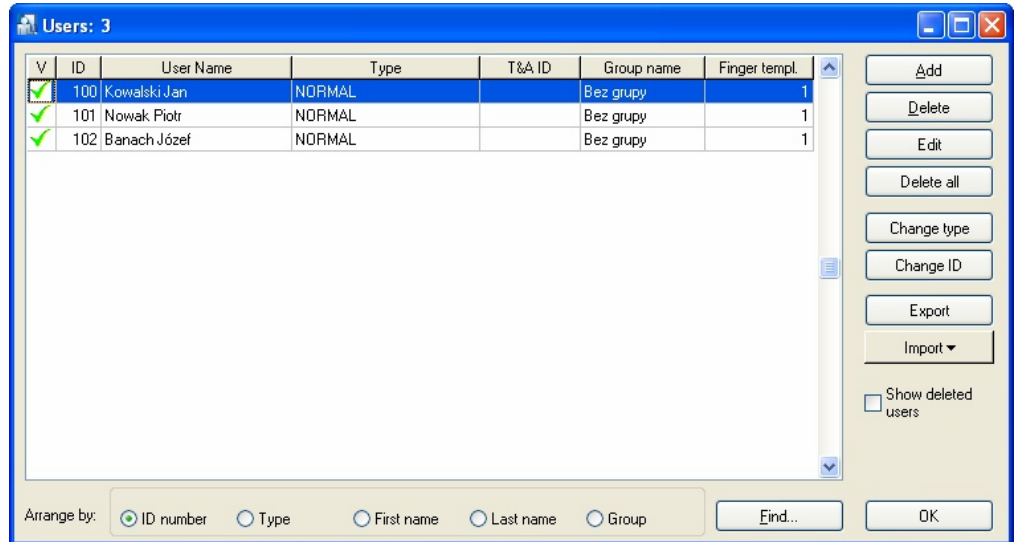 Users: 3
V ID User Name Type T&A ID Group name Finger templ.
100 Kowalski Jan NORMAL Bez grupy 1
101 Nowak Piotr NORMAL Bez grupy 1
102 Banach Józef NORMAL Bez grupy 1
Add
Delete
Edit
Delete all
Change type
Change ID
Export
Import
Show deleted
users
Arrange by: ID number Type First name Last name Group Find... OK